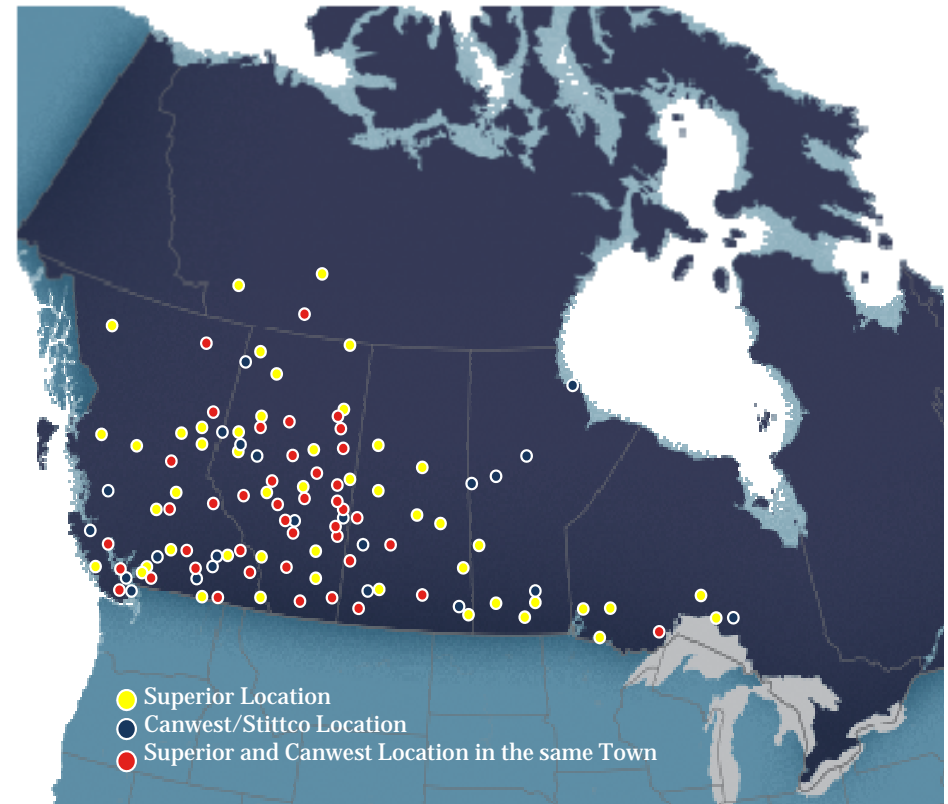 Superior Location
Canwest/Stittco Location
Superior and Canwest Location in the same Town